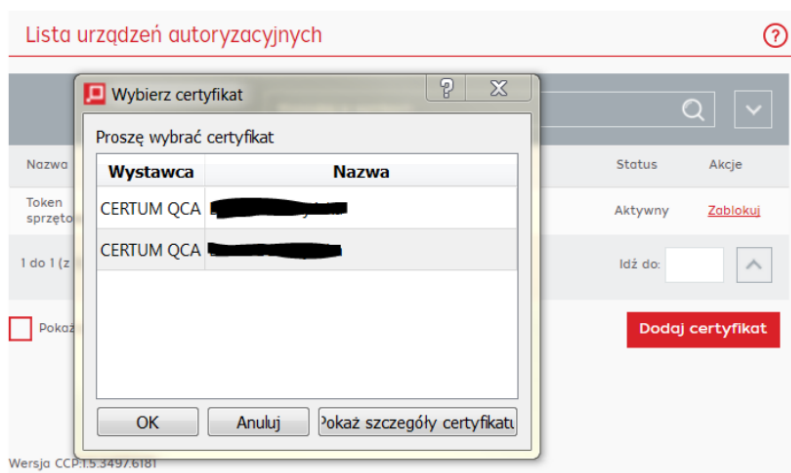 Lista urządzeń autoryzacyjnych
?
Wybierz certyfikat
Proszę wybrać certyfikat
Wystawca Nazwa
CERTUM QCA
CERTUM QCA
OK Anuluj Pokaż szczegóły certyfikatu
Nazwa Status Akcje
Token
sprzęto Aktywny Zablokuj
1 do 1 (z Idź do:
Pokaż Dodaj certyfikat
Wersja CCP:1.5.3497.6181